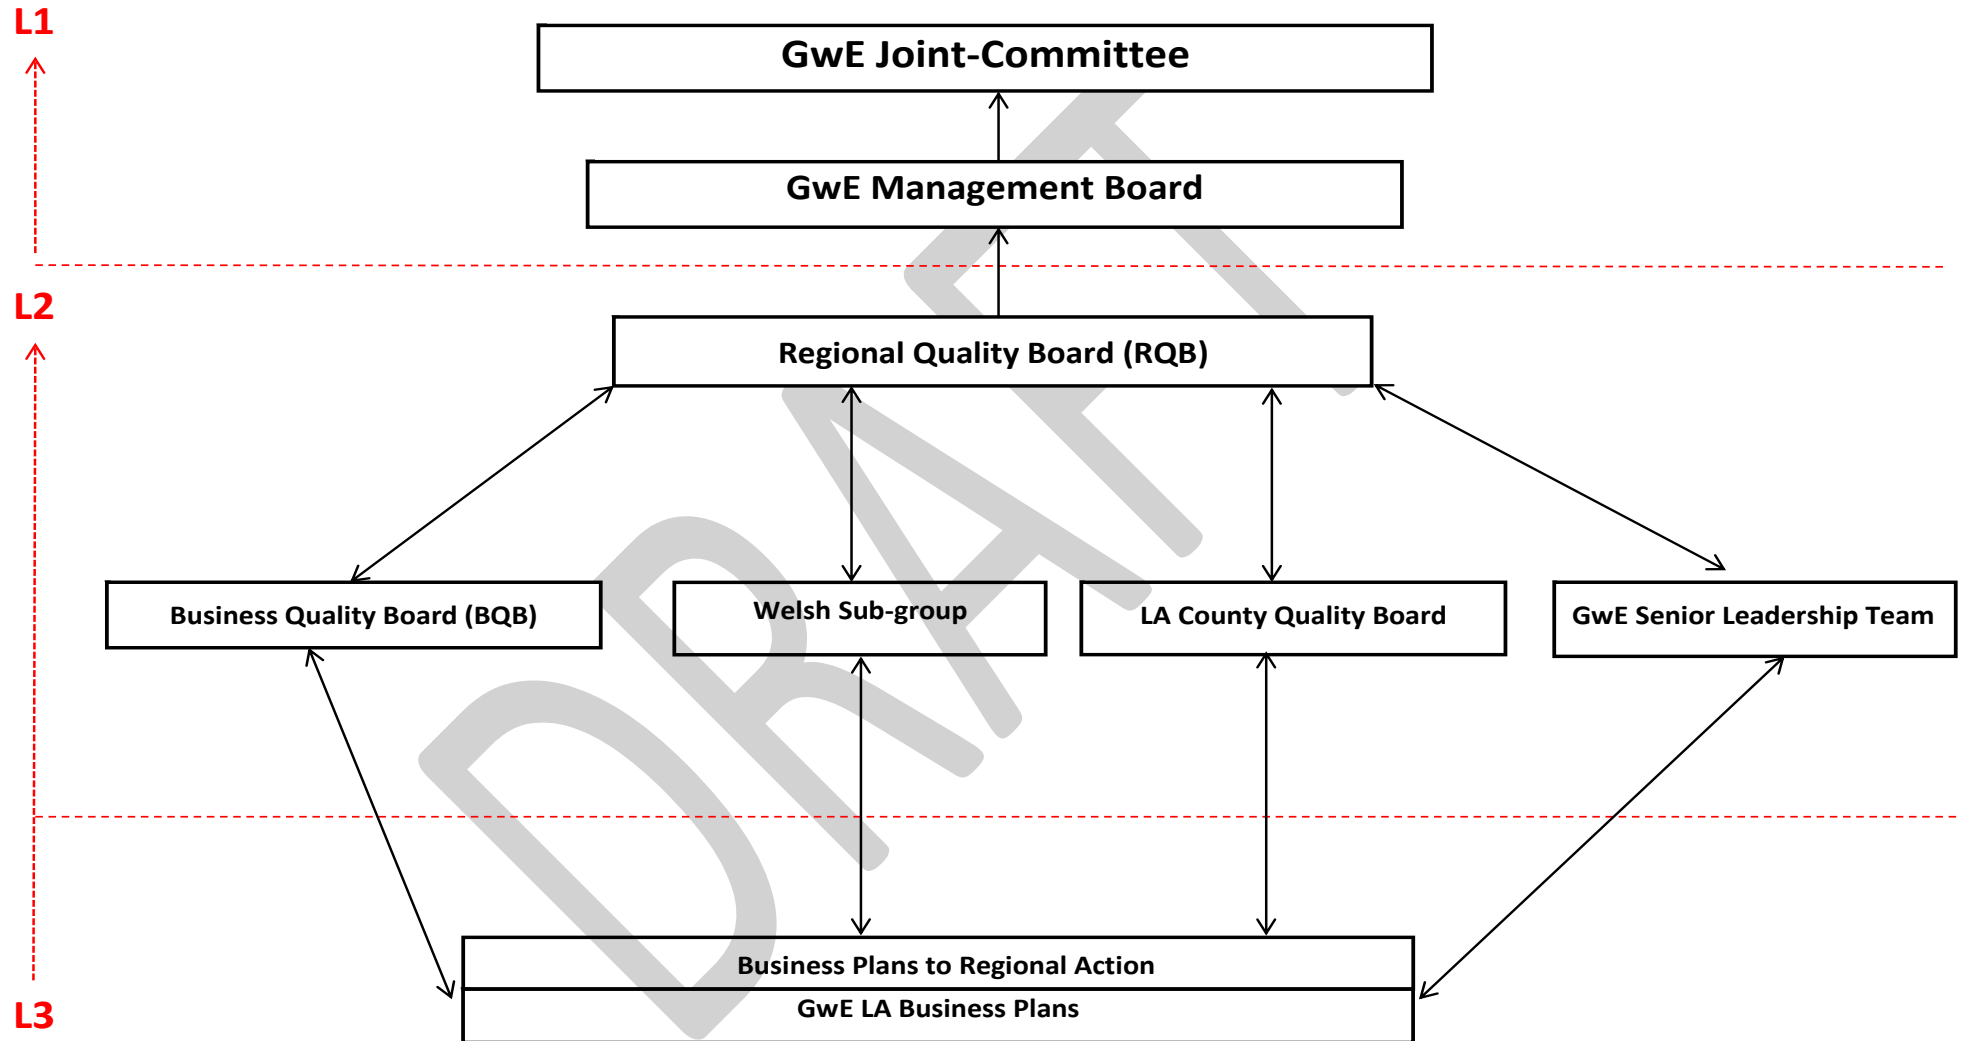 L1
GwE Joint-Committee
GwE Management Board
L2
Regional Quality Board (RQB)
Business Quality Board (BQB)
Welsh Sub-group
LA County Quality Board
GwE Senior Leadership Team
Business Plans to Regional Action
GwE LA Business Plans
L3
DRAFT